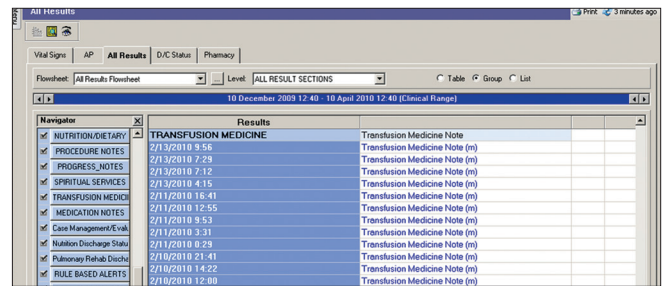 All Results
Print 3 minutes ago
Vital Signs AP All Results D/C Status Pharmacy
Flowsheet: All Results Flowsheet ... Level: ALL RESULT SECTIONS Table Group List
10 December 2009 12:40 - 10 April 2010 12:40 (Clinical Range)
Navigator X Results
NUTRITION/DIETARY TRANSFUSION MEDICINE Transfusion Medicine Note
2/13/2010 9:56 Transfusion Medicine Note (m)
PROCEDURE NOTES 2/13/2010 7:29 Transfusion Medicine Note (m)
PROGRESS_NOTES 2/13/2010 7:12 Transfusion Medicine Note (m)
SPIRITUAL SERVICES 2/13/2010 4:15 Transfusion Medicine Note (m)
TRANSFUSION MEDICII 2/11/2010 16:41 Transfusion Medicine Note (m)
MEDICATION NOTES 2/11/2010 12:55 Transfusion Medicine Note (m)
2/11/2010 9:53 Transfusion Medicine Note (m)
Case Management/Evalu 2/11/2010 3:31 Transfusion Medicine Note (m)
Nutrition Discharge Statu 2/11/2010 0:29 Transfusion Medicine Note (m)
Pulmonary Rehab Discha 2/10/2010 21:41 Transfusion Medicine Note (m)
RULE BASED ALERTS 2/10/2010 14:22 Transfusion Medicine Note (m)
2/10/2010 12:00 Transfusion Medicine Note (m)